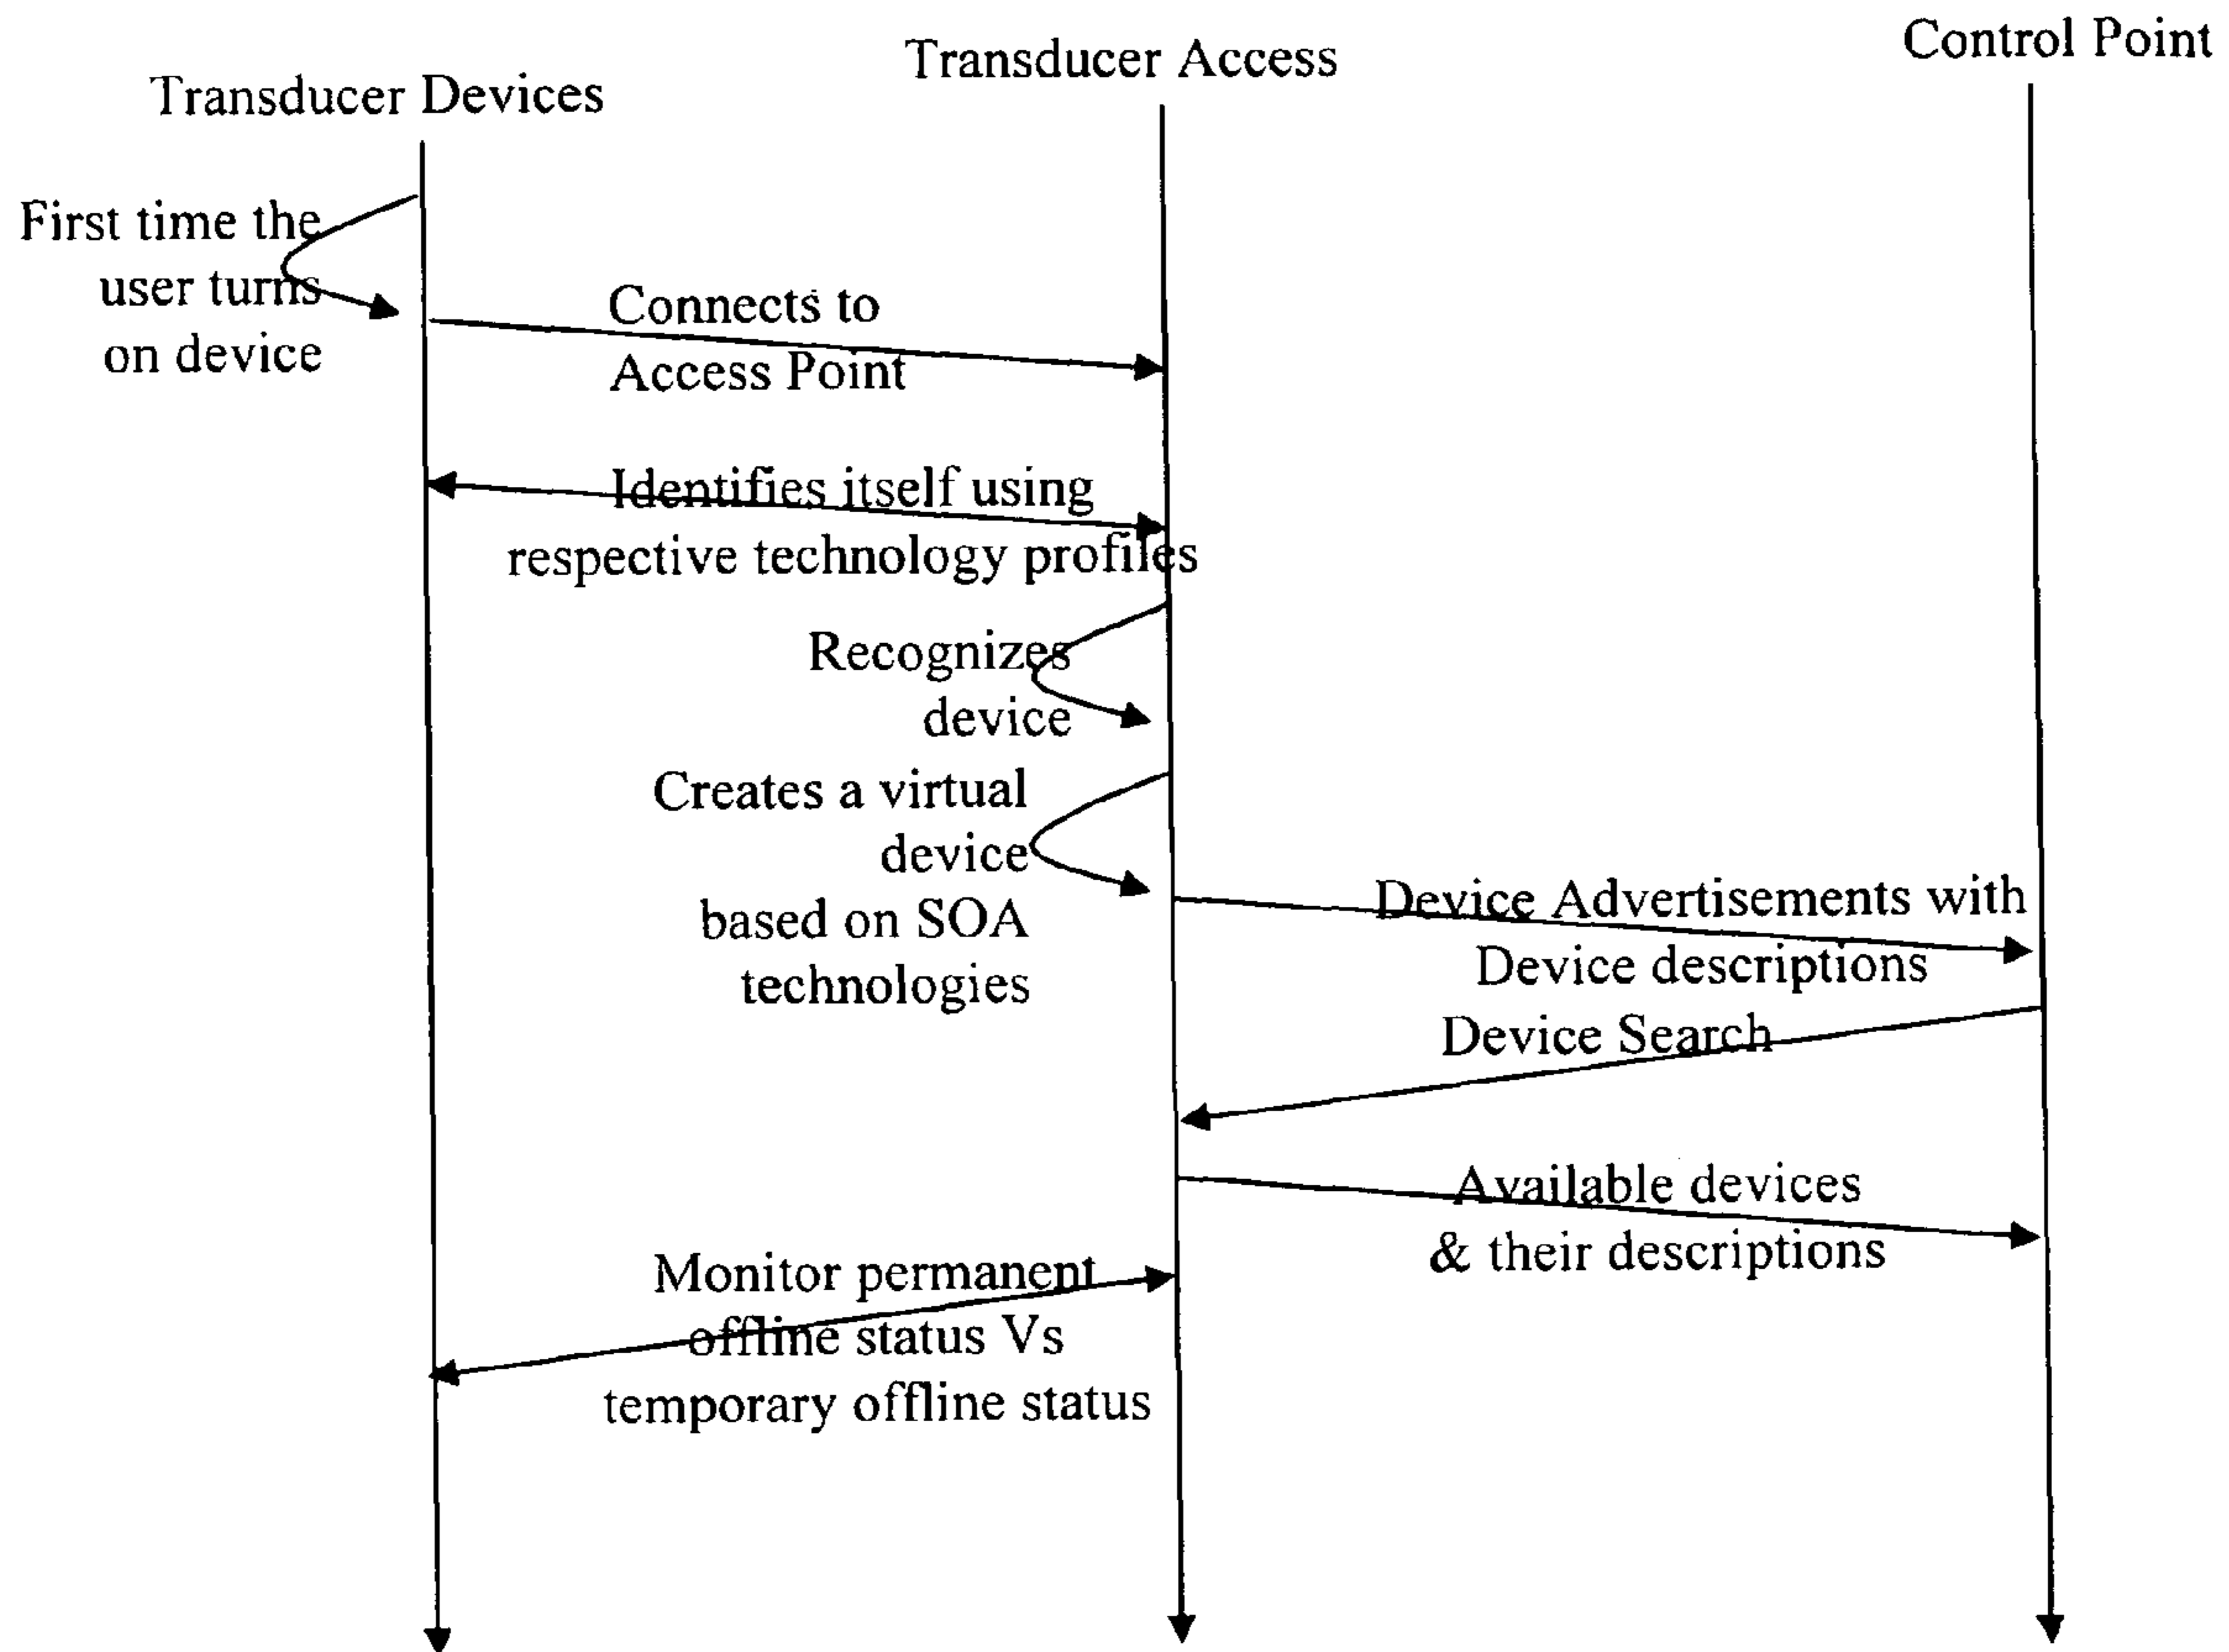 Transducer Devices
Transducer Access
Control Point
First time the
user turns
on device
Connects to
Access Point
Identifies itself using
respective technology profiles
Recognizes
device
Creates a virtual
device
based on SOA
technologies
Device Advertisements with
Device descriptions
Device Search
Available devices
& their descriptions
Monitor permanent
offline status Vs
temporary offline status